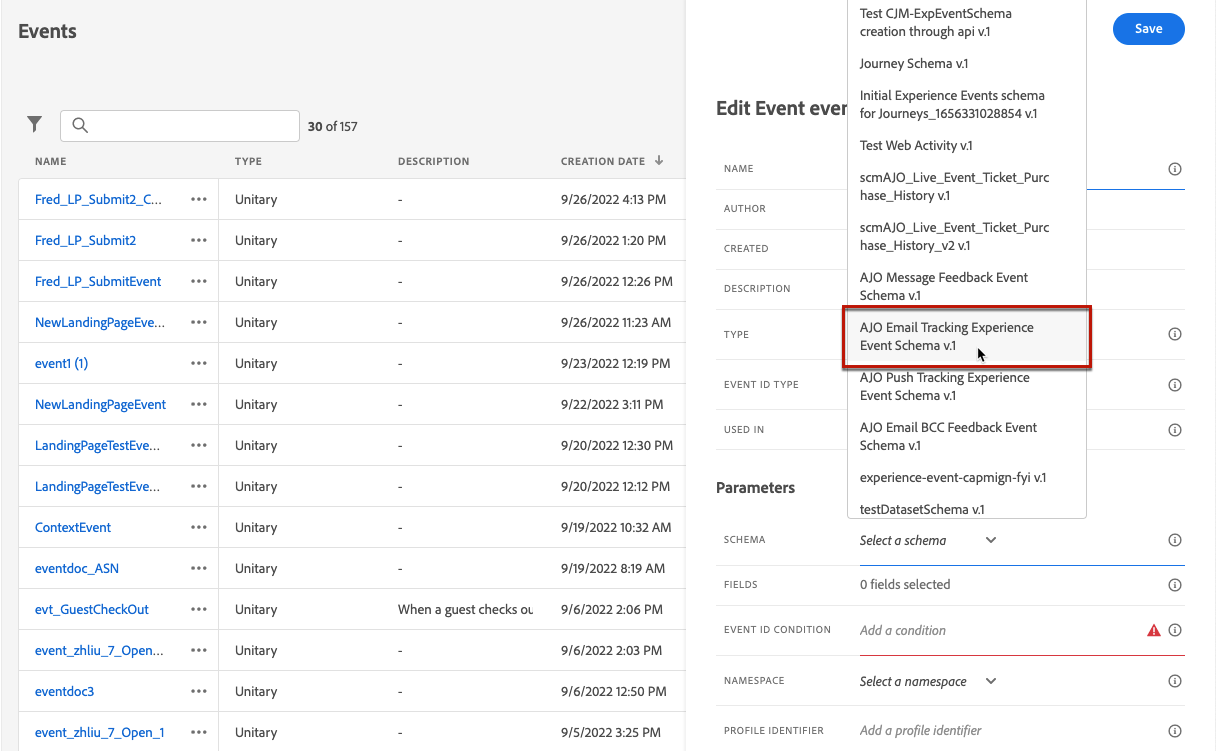 Events
30 of 157
NAME TYPE DESCRIPTION CREATION DATE
Fred_LP_Submit2_C... Unitary - 9/26/2022 4:13 PM
Fred_LP_Submit2 Unitary - 9/26/2022 1:20 PM
Fred_LP_SubmitEvent Unitary - 9/26/2022 12:26 PM
NewLandingPageEve... Unitary - 9/26/2022 11:23 AM
event1 (1) Unitary - 9/23/2022 12:19 PM
NewLandingPageEvent Unitary - 9/22/2022 3:11 PM
LandingPageTestEve... Unitary - 9/20/2022 12:30 PM
LandingPageTestEve... Unitary - 9/20/2022 12:12 PM
ContextEvent Unitary - 9/19/2022 10:32 AM
eventdoc_ASN Unitary - 9/19/2022 8:19 AM
evt_GuestCheckOut Unitary When a guest checks ou 9/6/2022 2:06 PM
event_zhliu_7_Open... Unitary - 9/6/2022 2:03 PM
eventdoc3 Unitary - 9/6/2022 12:50 PM
event_zhliu_7_Open_1 Unitary - 9/5/2022 3:25 PM
Save
Edit Event ever
NAME
AUTHOR
CREATED
DESCRIPTION
TYPE
EVENT ID TYPE
USED IN
Test CJM-ExpEventSchema
creation through api v.1
Journey Schema v.1
Initial Experience Events schema
for Journeys_1656331028854 v.1
Test Web Activity v.1
scmAJO_Live_Event_Ticket_Purc
hase_History v.1
scmAJO_Live_Event_Ticket_Purc
hase_History_v2 v.1
AJO Message Feedback Event
Schema v.1
AJO Email Tracking Experience
Event Schema v.1
AJO Push Tracking Experience
Event Schema v.1
AJO Email BCC Feedback Event
Schema v.1
experience-event-capmign-fyi v.1
testDatasetSchema v.1
Parameters
SCHEMA Select a schema
FIELDS 0 fields selected
EVENT ID CONDITION Add a condition
NAMESPACE Select a namespace
PROFILE IDENTIFIER Add a profile identifier